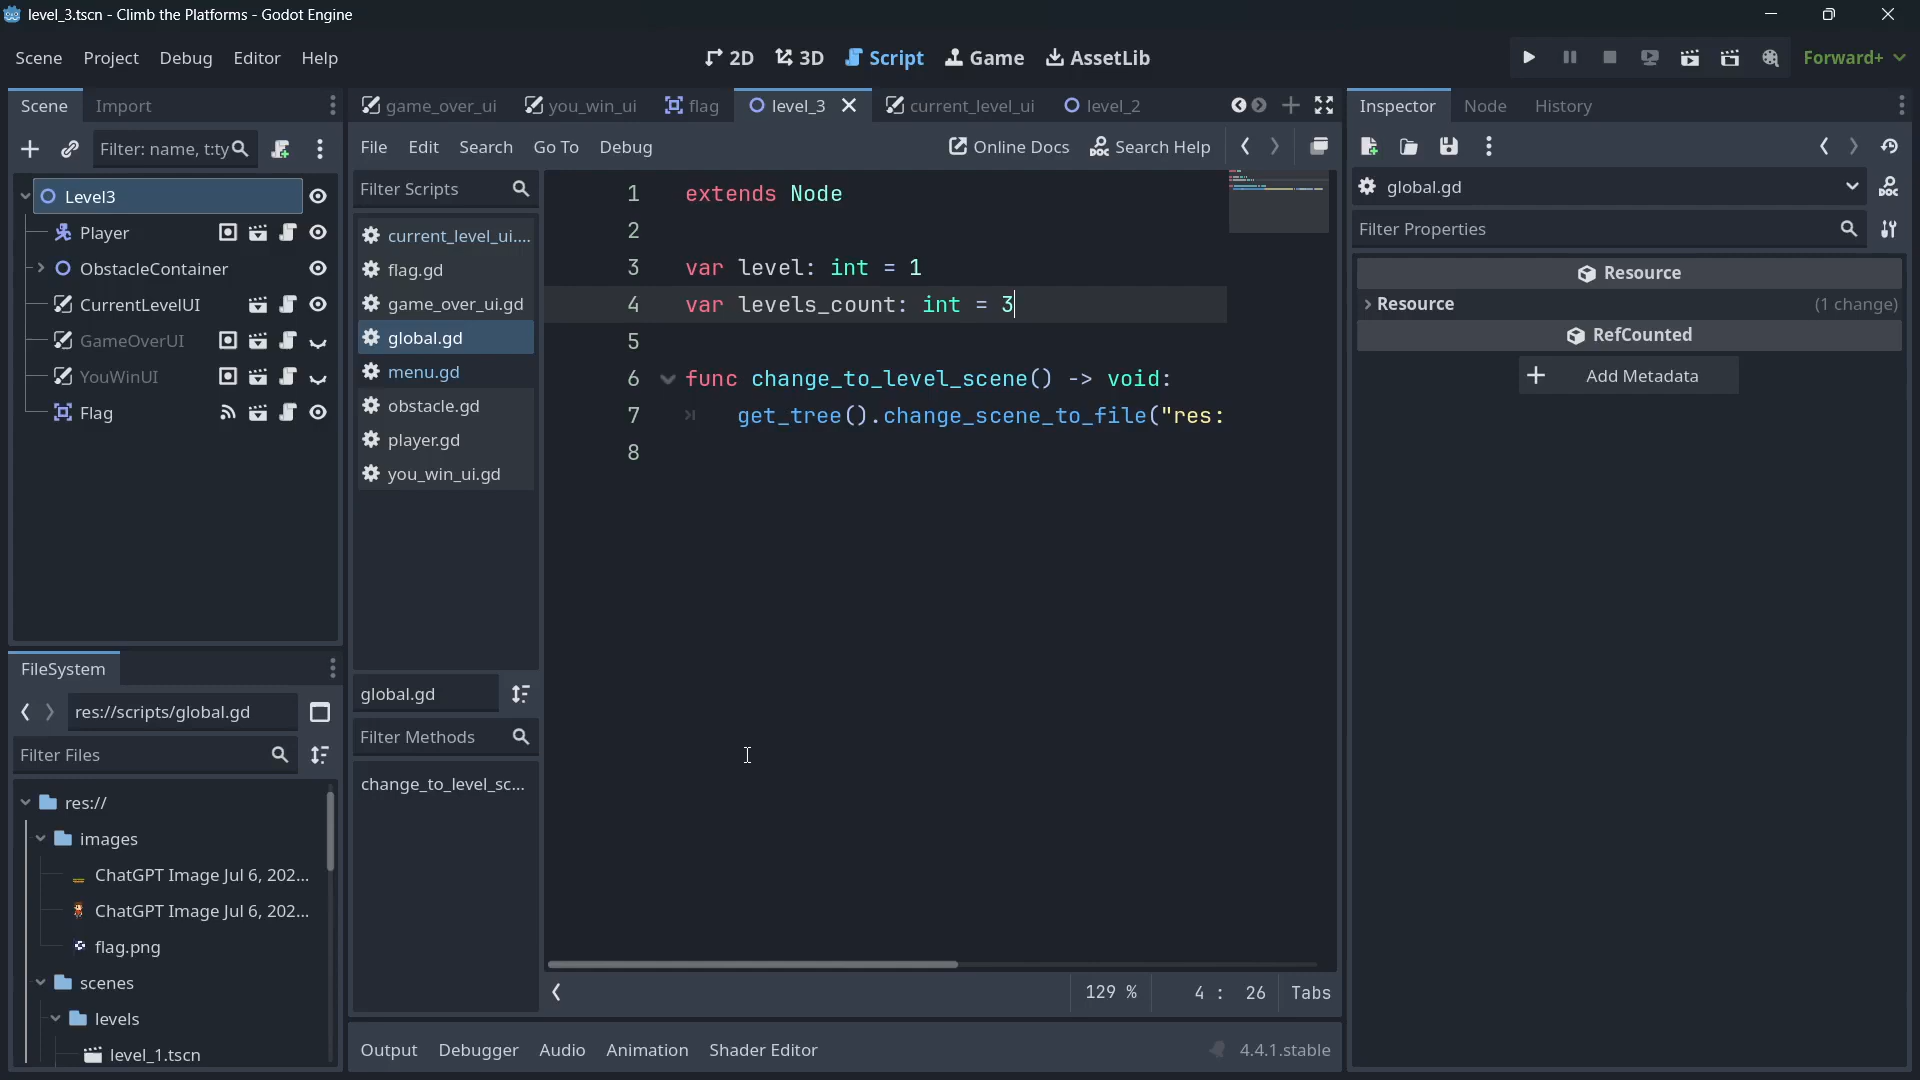 level_3.tscn - Climb the Platforms - Godot Engine
Scene Project Debug Editor Help
2D 3D Script Game AssetLib
Forward+
Scene Import
game_over_ui you_win_ui flag level_3 current_level_ui level_2
Inspector Node History
Filter: name, t:ty
File Edit Search Go To Debug
Online Docs Search Help
Level3
Player
ObstacleContainer
CurrentLevelUI
GameOverUI
YouWinUI
Flag
Filter Scripts
current_level_ui....
flag.gd
game_over_ui.gd
global.gd
menu.gd
obstacle.gd
player.gd
you_win_ui.gd
global.gd
Filter Methods
change_to_level_sc...
1 extends Node
2
3 var level: int = 1
4 var levels_count: int = 3
5
6 func change_to_level_scene() -> void:
7 get_tree().change_scene_to_file("res:
8
129 % 4 : 26 Tabs
global.gd
Filter Properties
Resource
Resource (1 change)
RefCounted
Add Metadata
FileSystem
res://scripts/global.gd
Filter Files
res://
images
ChatGPT Image Jul 6, 202...
ChatGPT Image Jul 6, 202...
flag.png
scenes
levels
level_1.tscn
Output Debugger Audio Animation Shader Editor
4.4.1.stable